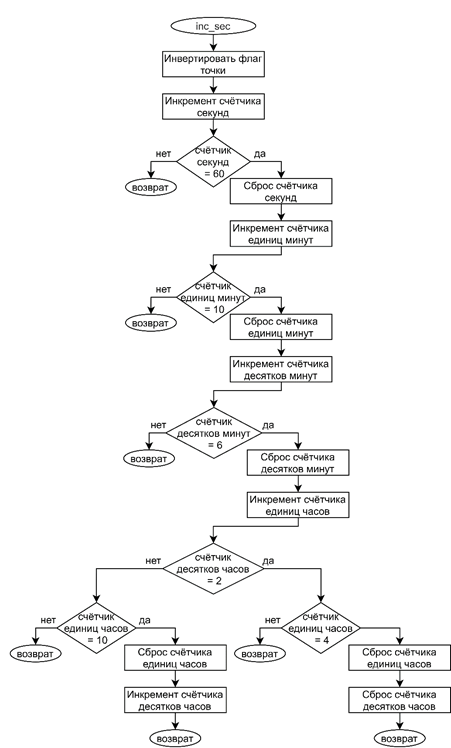 inc_sec
Инвертировать флаг
точки
Инкремент счётчика
секунд
счётчик
секунд
= 60
нет
да
возврат
Сброс счётчика
секунд
Инкремент счётчика
единиц минут
счётчик
единиц минут
= 10
нет
да
возврат
Сброс счётчика
единиц минут
Инкремент счётчика
десятков минут
счётчик
десятков минут
= 6
нет
да
возврат
Сброс счётчика
десятков минут
Инкремент счётчика
единиц часов
счётчик
десятков часов
= 2
нет
да
счётчик
единиц часов
= 10
нет
да
возврат
Сброс счётчика
единиц часов
Инкремент счётчика
десятков часов
возврат
счётчик
единиц часов
= 4
нет
да
возврат
Сброс счётчика
единиц часов
Сброс счётчика
десятков часов
возврат